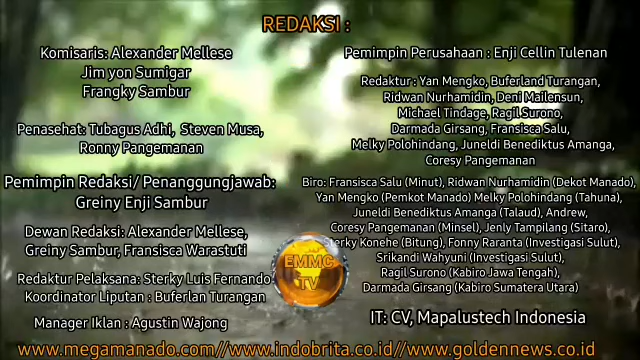 REDAKSI :
Komisaris: Alexander Mellese
Jim yon Sumigar
Frangky Sambur
Penasehat: Tubagus Adhi, Steven Musa,
Ronny Pangemanan
Pemimpin Redaksi/ Penanggungjawab:
Greiny Enji Sambur
Dewan Redaksi: Alexander Mellese,
Greiny Sambur, Fransisca Warastuti
Redaktur Pelaksana: Sterky Luis Fernando
Koordinator Liputan : Buferlan Turangan
Manager Iklan : Agustin Wajong
Pemimpin Perusahaan : Enji Cellin Tulenan
Redaktur : Yan Mengko, Buferland Turangan,
Ridwan Nurhamidin, Deni Mailensun,
Michael Tindage, Ragil Surono,
Darmada Girsang, Fransisca Salu,
Melky Polohindang, Juneldi Benediktus Amanga,
Coresy Pangemanan
Biro: Fransisca Salu (Minut), Ridwan Nurhamidin (Dekot Manado),
Yan Mengko (Pemkot Manado) Melky Polohindang (Tahuna),
Juneldi Benediktus Amanga (Talaud), Andrew,
Coresy Pangemanan (Minsel), Jenly Tampilang (Sitaro),
Sterky Konehe (Bitung), Fonny Raranta (Investigasi Sulut),
Srikandi Wahyuni (Investigasi Sulut),
Ragil Surono (Kabiro Jawa Tengah),
Darmada Girsang (Kabiro Sumatera Utara)
EMMC
TV
IT: CV, Mapalustech Indonesia
www.megamanado.com//www.indobrita.co.id//www.goldennews.co.id